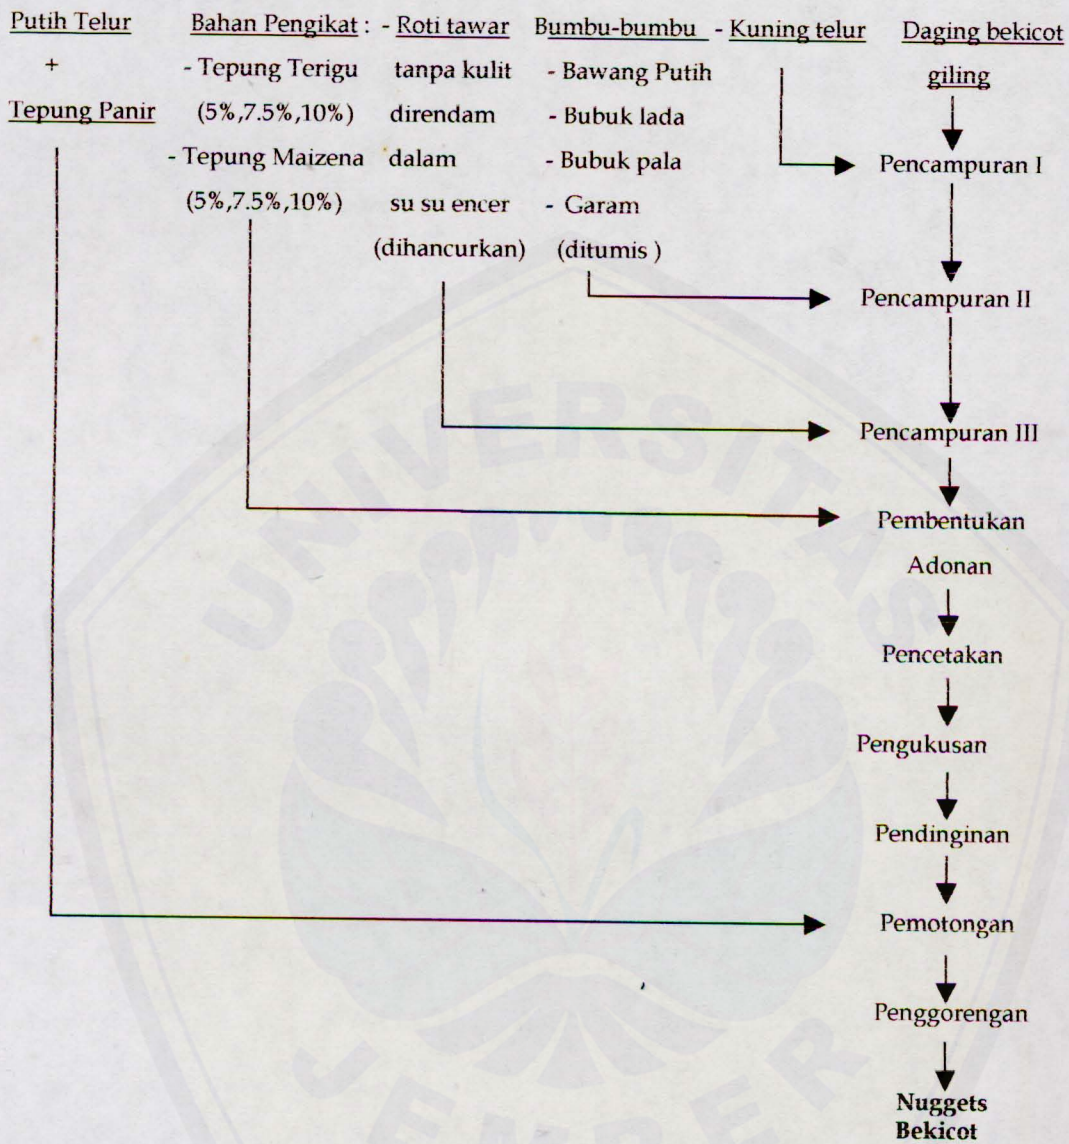 Putih Telur Bahan Pengikat : - Roti tawar Bumbu-bumbu - Kuning telur Daging bekicot
+ - Tepung Terigu tanpa kulit - Bawang Putih giling
Tepung Panir (5%,7.5%,10%) direndam - Bubuk lada
- Tepung Maizena dalam - Bubuk pala Pencampuran I
(5%,7.5%,10%) su su encer - Garam
(dihancurkan) (ditumis )
Pencampuran II
Pencampuran III
Pembentukan
Adonan
Pencetakan
Pengukusan
Pendinginan
Pemotongan
Penggorengan
Nuggets
Bekicot
UNIVERSITAS
JEMBER